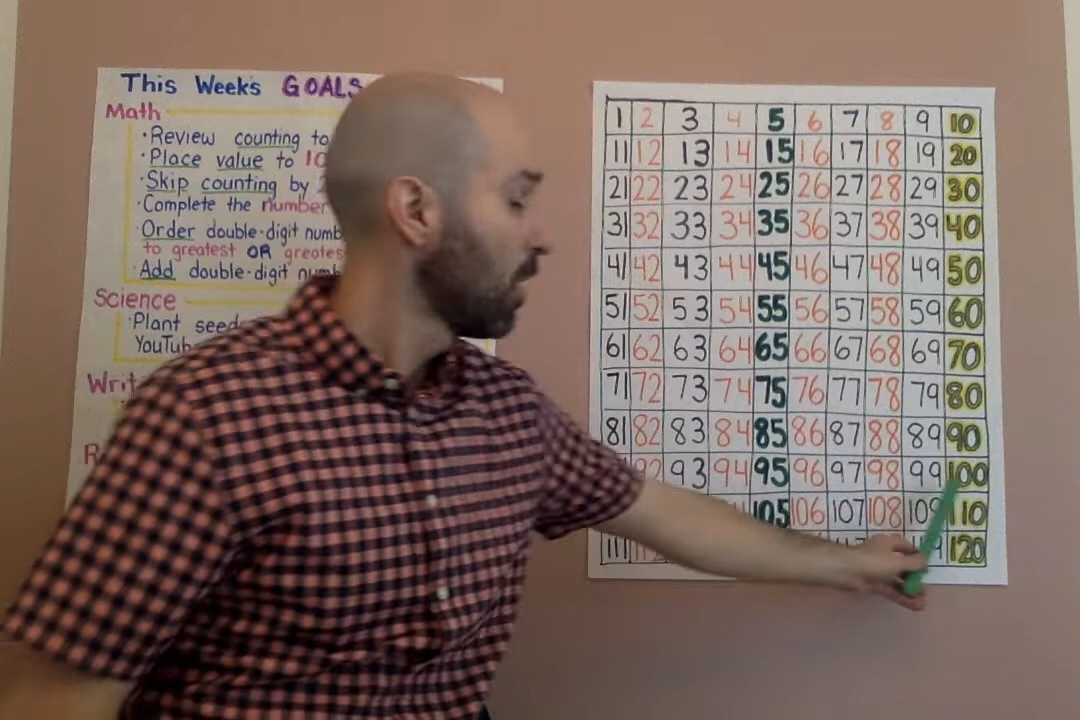 This Week's GOALS
Math
· Review counting to
· Place value to 10
· Skip counting by
· Complete the number
· Order double-digit numb
to greatest OR greates
· Add double-digit num
Science
· Plant seed
YouTub
Writ
R
1 2 3 4 5 6 7 8 9 10
11 12 13 14 15 16 17 18 19 20
21 22 23 24 25 26 27 28 29 30
31 32 33 34 35 36 37 38 39 40
41 42 43 44 45 46 47 48 49 50
51 52 53 54 55 56 57 58 59 60
61 62 63 64 65 66 67 68 69 70
71 72 73 74 75 76 77 78 79 80
81 82 83 84 85 86 87 88 89 90
92 93 94 95 96 97 98 99 100
105 106 107 108 109 110
111 120